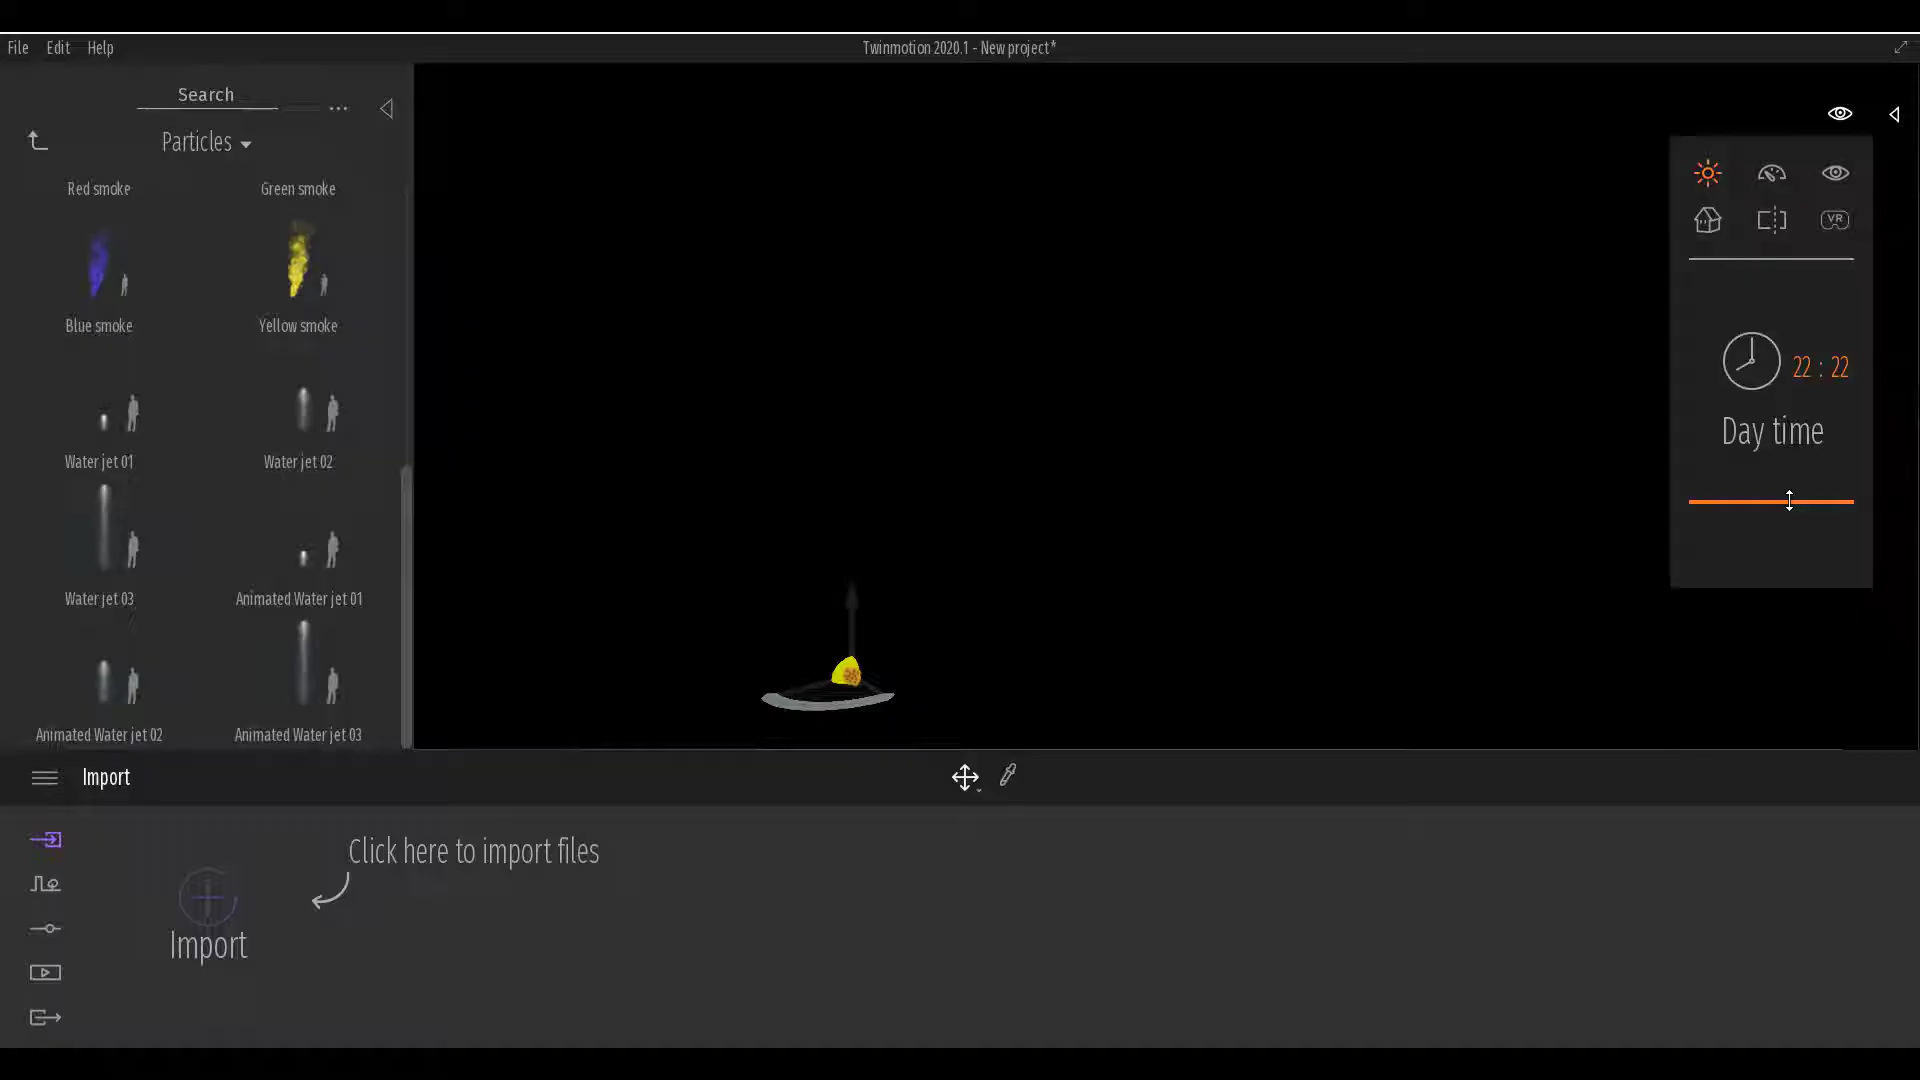 File Edit Help
Twinmotion 2020.1 - New project*
Search
...
Particles
Red smoke
Green smoke
Blue smoke
Yellow smoke
Water jet 01
Water jet 02
Water jet 03
Animated Water jet 01
Animated Water jet 02
Animated Water jet 03
VR
22 : 22
Day time
Import
Click here to import files
Import